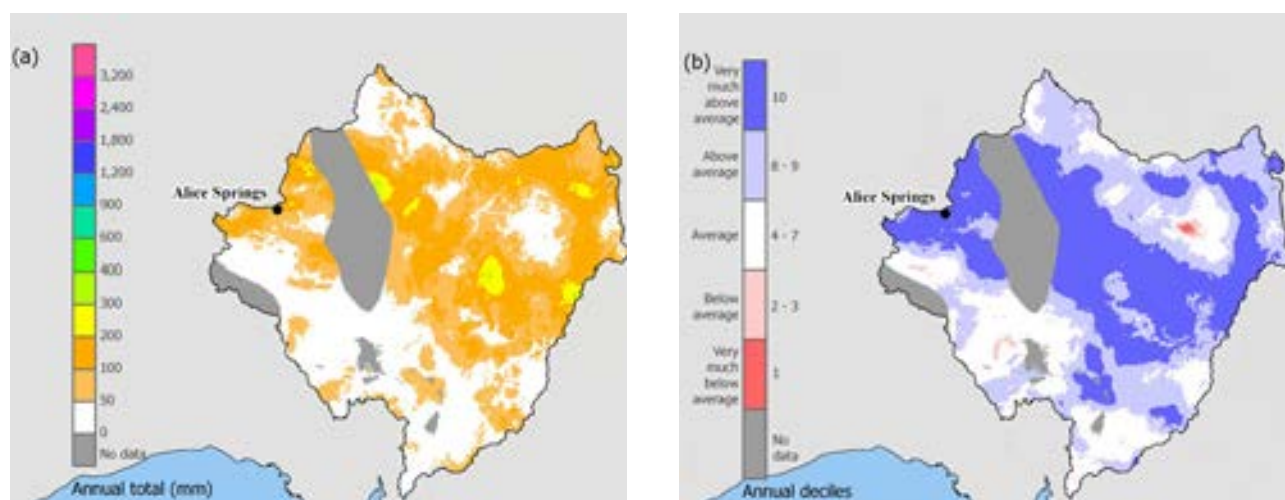 (a)
3,200
2,400
1,800
1,200
900
600
400
300
200
100
50
0
No data
Alice Springs
Annual total (mm)
(b)
Very
much
above
average
10
Above
average
8 - 9
Average
4 - 7
Below
average
2 - 3
Very
much
below
average
1
No
data
Alice Springs
Annual deciles